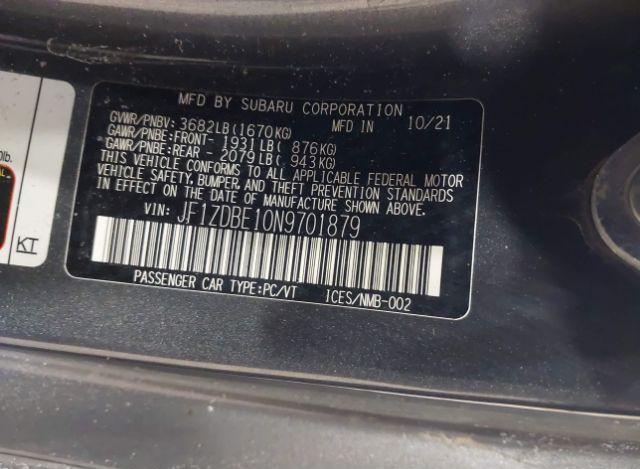 MFD BY SUBARU CORPORATION
GVWR/PNBV: 3682LB(1670KG) MFD IN 10/21
GAWR/PNBE:FRONT- 1931LB( 876KG)
GAWR/PNBE:REAR - 2079LB( 943KG)
THIS VEHICLE CONFORMS TO ALL APPLICABLE FEDERAL MOTOR
VEHICLE SAFETY, BUMPER, AND THEFT PREVENTION STANDARDS
IN EFFECT ON THE DATE OF MANUFACTURE SHOWN ABOVE.
VIN: JF1ZDBE10N9701879
PASSENGER CAR TYPE:PC/VT ICES/NMB-002
lb.
KT